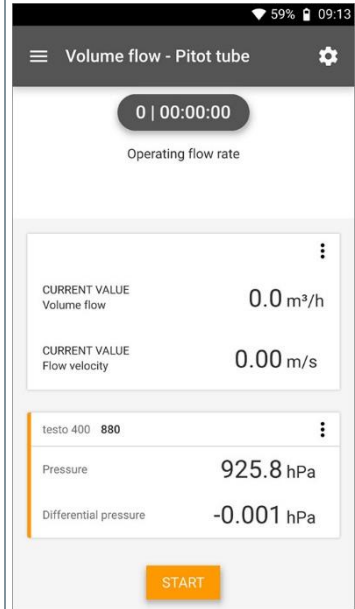 59% 09:13
Volume flow - Pitot tube
0 | 00:00:00
Operating flow rate
CURRENT VALUE
Volume flow
0.0 m³/h
CURRENT VALUE
Flow velocity
0.00 m/s
testo 400 880
Pressure
925.8 hPa
Differential pressure
-0.001 hPa
START